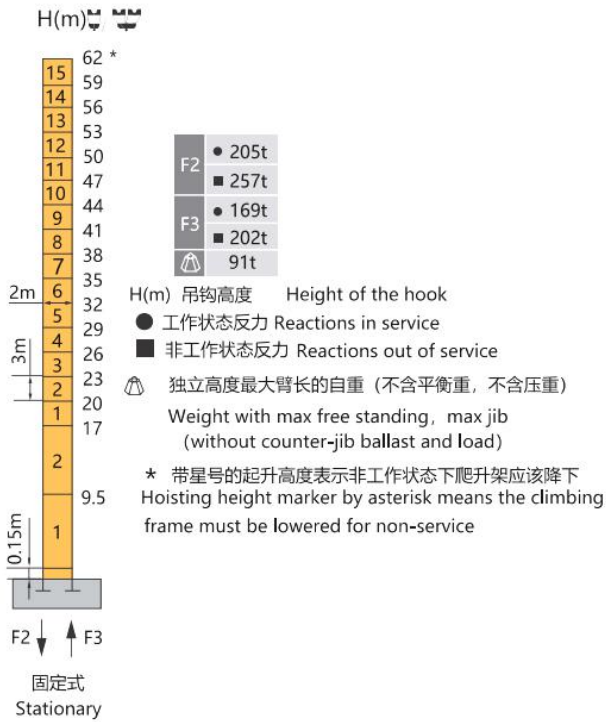 H(m)
62 *
15
59
14
56
13
53
12
50
11
47
10
44
9
41
8
38
7
35
6
2m
32
5
29
4
26
3
3m
23
2
20
1
17
2
9.5
1
0.15m
F2
F3
固定式
Stationary
F2
● 205t
■ 257t
F3
● 169t
■ 202t
91t
H(m) 吊钩高度 Height of the hook
● 工作状态反力 Reactions in service
■ 非工作状态反力 Reactions out of service
独立高度最大臂长的自重（不含平衡重，不含压重）
Weight with max free standing, max jib
(without counter-jib ballast and load)
* 带星号的起升高度表示非工作状态下爬升架应该降下
Hoisting height marker by asterisk means the climbing
frame must be lowered for non-service